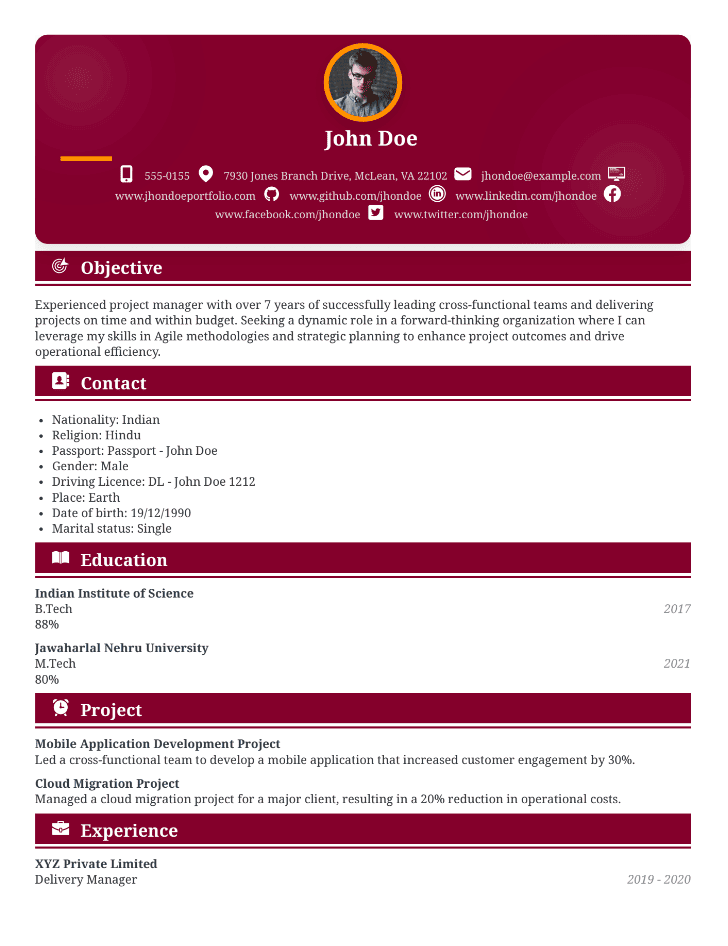 John Doe
555-0155 7930 Jones Branch Drive, McLean, VA 22102 jhondoe@example.com
www.jhondoeportfolio.com www.github.com/jhondoe www.linkedin.com/jhondoe
www.facebook.com/jhondoe www.twitter.com/jhondoe
Objective
Experienced project manager with over 7 years of successfully leading cross-functional teams and delivering
projects on time and within budget. Seeking a dynamic role in a forward-thinking organization where I can
leverage my skills in Agile methodologies and strategic planning to enhance project outcomes and drive
operational efficiency.
Contact
• Nationality: Indian
• Religion: Hindu
• Passport: Passport - John Doe
• Gender: Male
• Driving Licence: DL - John Doe 1212
• Place: Earth
• Date of birth: 19/12/1990
• Marital status: Single
Education
Indian Institute of Science
B.Tech 2017
88%
Jawaharlal Nehru University
M.Tech 2021
80%
Project
Mobile Application Development Project
Led a cross-functional team to develop a mobile application that increased customer engagement by 30%.
Cloud Migration Project
Managed a cloud migration project for a major client, resulting in a 20% reduction in operational costs.
Experience
XYZ Private Limited
Delivery Manager 2019 - 2020